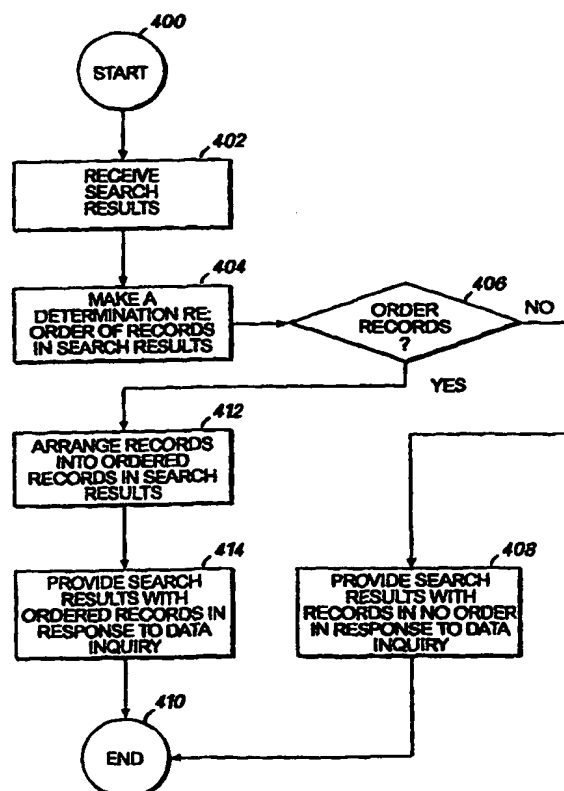 400
START
402
RECEIVE
SEARCH
RESULTS
404
MAKE A
DETERMINATION RE:
ORDER OF RECORDS
IN SEARCH RESULTS
406
ORDER
RECORDS
?
NO
YES
412
ARRANGE RECORDS
INTO ORDERED
RECORDS IN SEARCH
RESULTS
414
PROVIDE SEARCH
RESULTS WITH
ORDERED RECORDS IN
RESPONSE TO DATA
INQUIRY
408
PROVIDE SEARCH
RESULTS WITH
RECORDS IN NO ORDER
IN RESPONSE TO DATA
INQUIRY
410
END